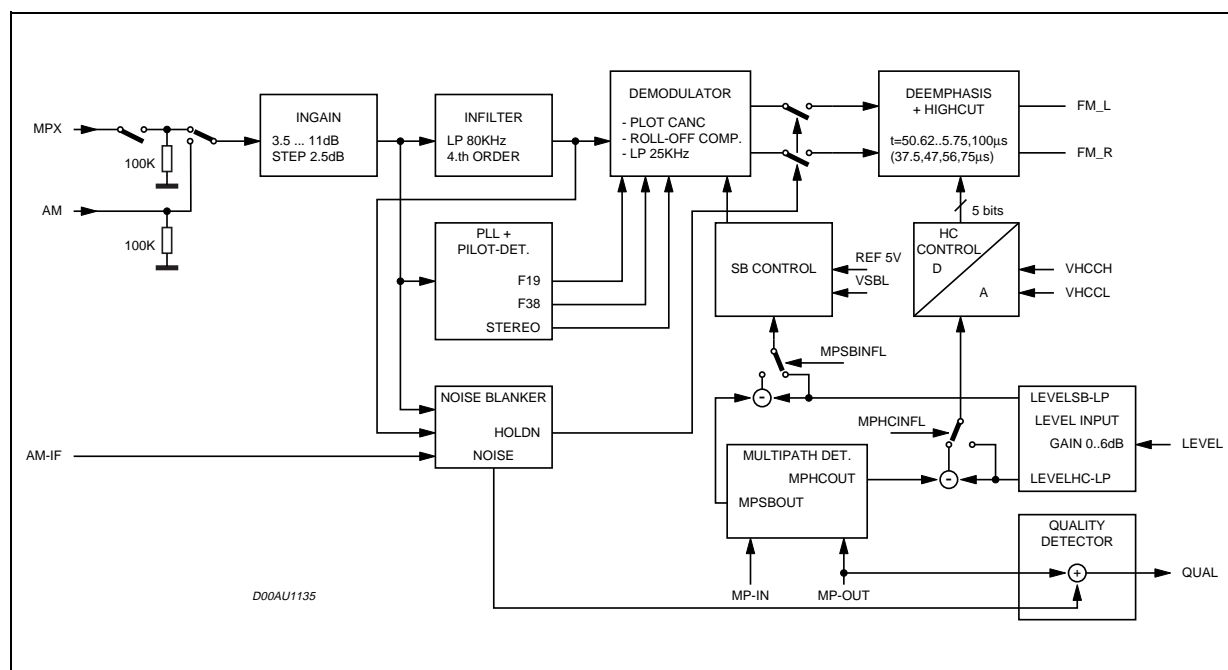 MPX
100K
AM
100K
INGAIN
3.5 ... 11dB
STEP 2.5dB
INFILTER
LP 80KHz
4.th ORDER
DEMODULATOR
- PLOT CANC
- ROLL-OFF COMP.
- LP 25KHz
DEEMPHASIS
+ HIGHCUT
t=50.62..5.75,100μs
(37.5,47,56,75μs)
FM_L
FM_R
5 bits
PLL +
PILOT-DET.
F19
F38
STEREO
SB CONTROL
REF 5V
VSBL
HC
CONTROL
D
A
VHCCH
VHCCL
MPSBINFL
-
NOISE BLANKER
HOLDN
NOISE
AM-IF
MPHCINFL
-
LEVELSB-LP
LEVEL INPUT
GAIN 0..6dB
LEVELHC-LP
LEVEL
MULTIPATH DET.
MPHCOUT
MPSBOUT
MP-IN
MP-OUT
QUALITY
DETECTOR
+
QUAL
D00AU1135